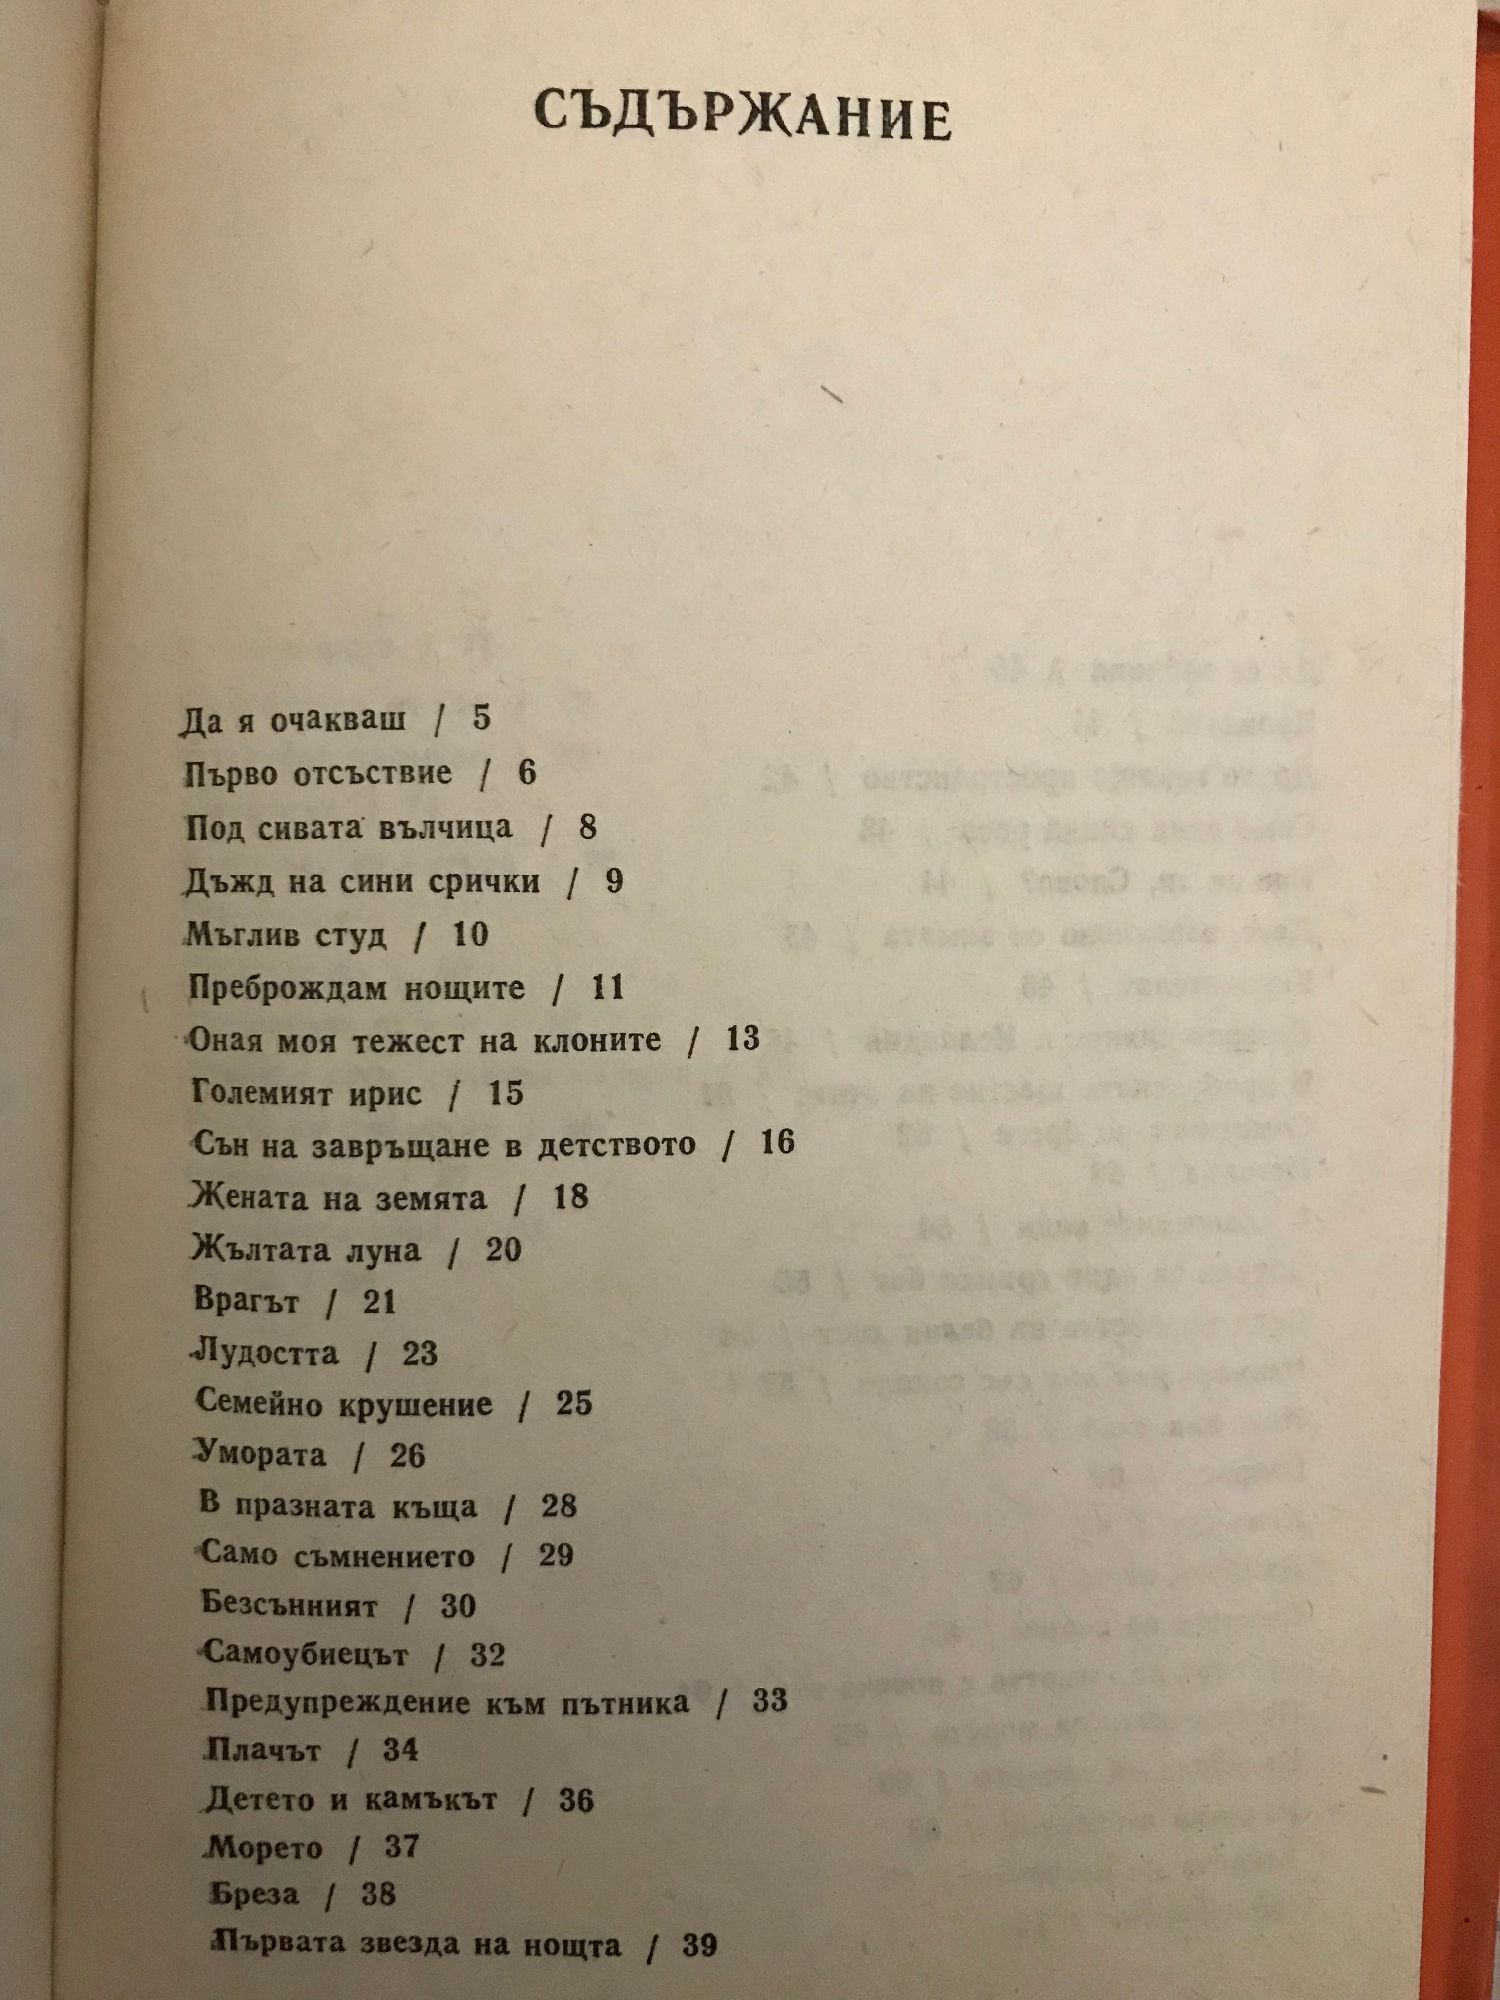 СЪДЪРЖАНИЕ
Да я очакваш / 5
Първо отсъствие / 6
Под сивата вълчица / 8
Дъжд на сини срички / 9
Мъглив студ / 10
Преброждам нощите / 11
Оная моя тежест на клоните / 13
Големият ирис / 15
Сън на завръщане в детството / 16
Жената на земята / 18
Жълтата луна / 20
Врагът / 21
Лудостта / 23
Семейно крушение / 25
Умората / 26
В празната къща / 28
Само съмнението / 29
Безсънният / 30
Самоубиецът / 32
Предупреждение към пътника / 33
Плачът / 34
Детето и камъкът / 36
Морето / 37
Бреза / 38
Първата звезда на нощта / 39